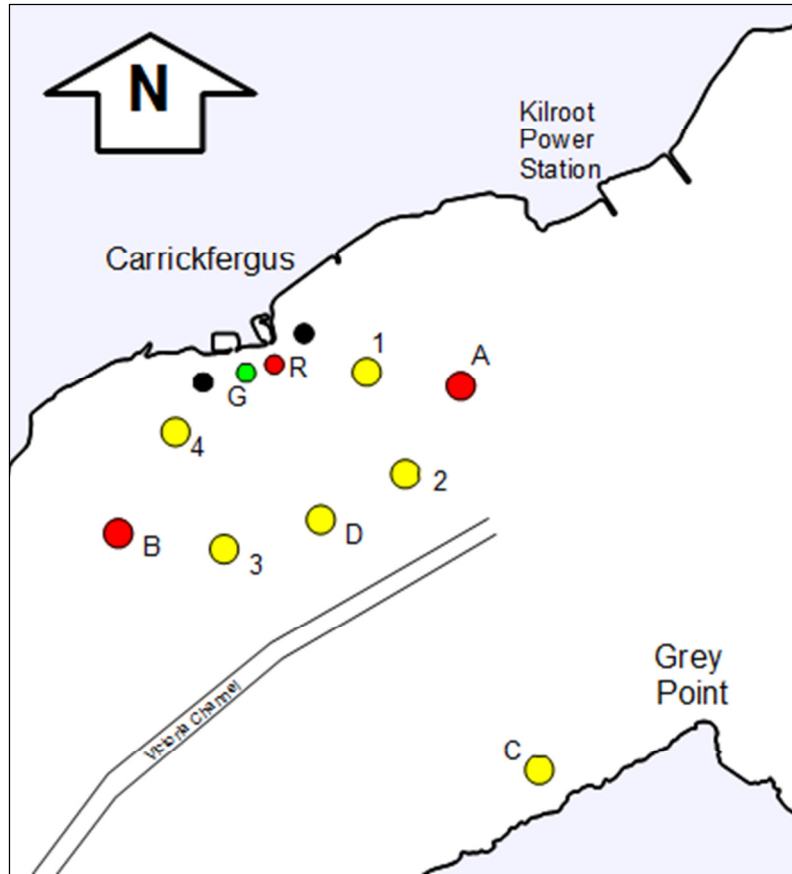 N
Kilroot
Power
Station
Carrickfergus
1
A
R
G
4
2
B
D
3
Victoria Channel
Grey
Point
C